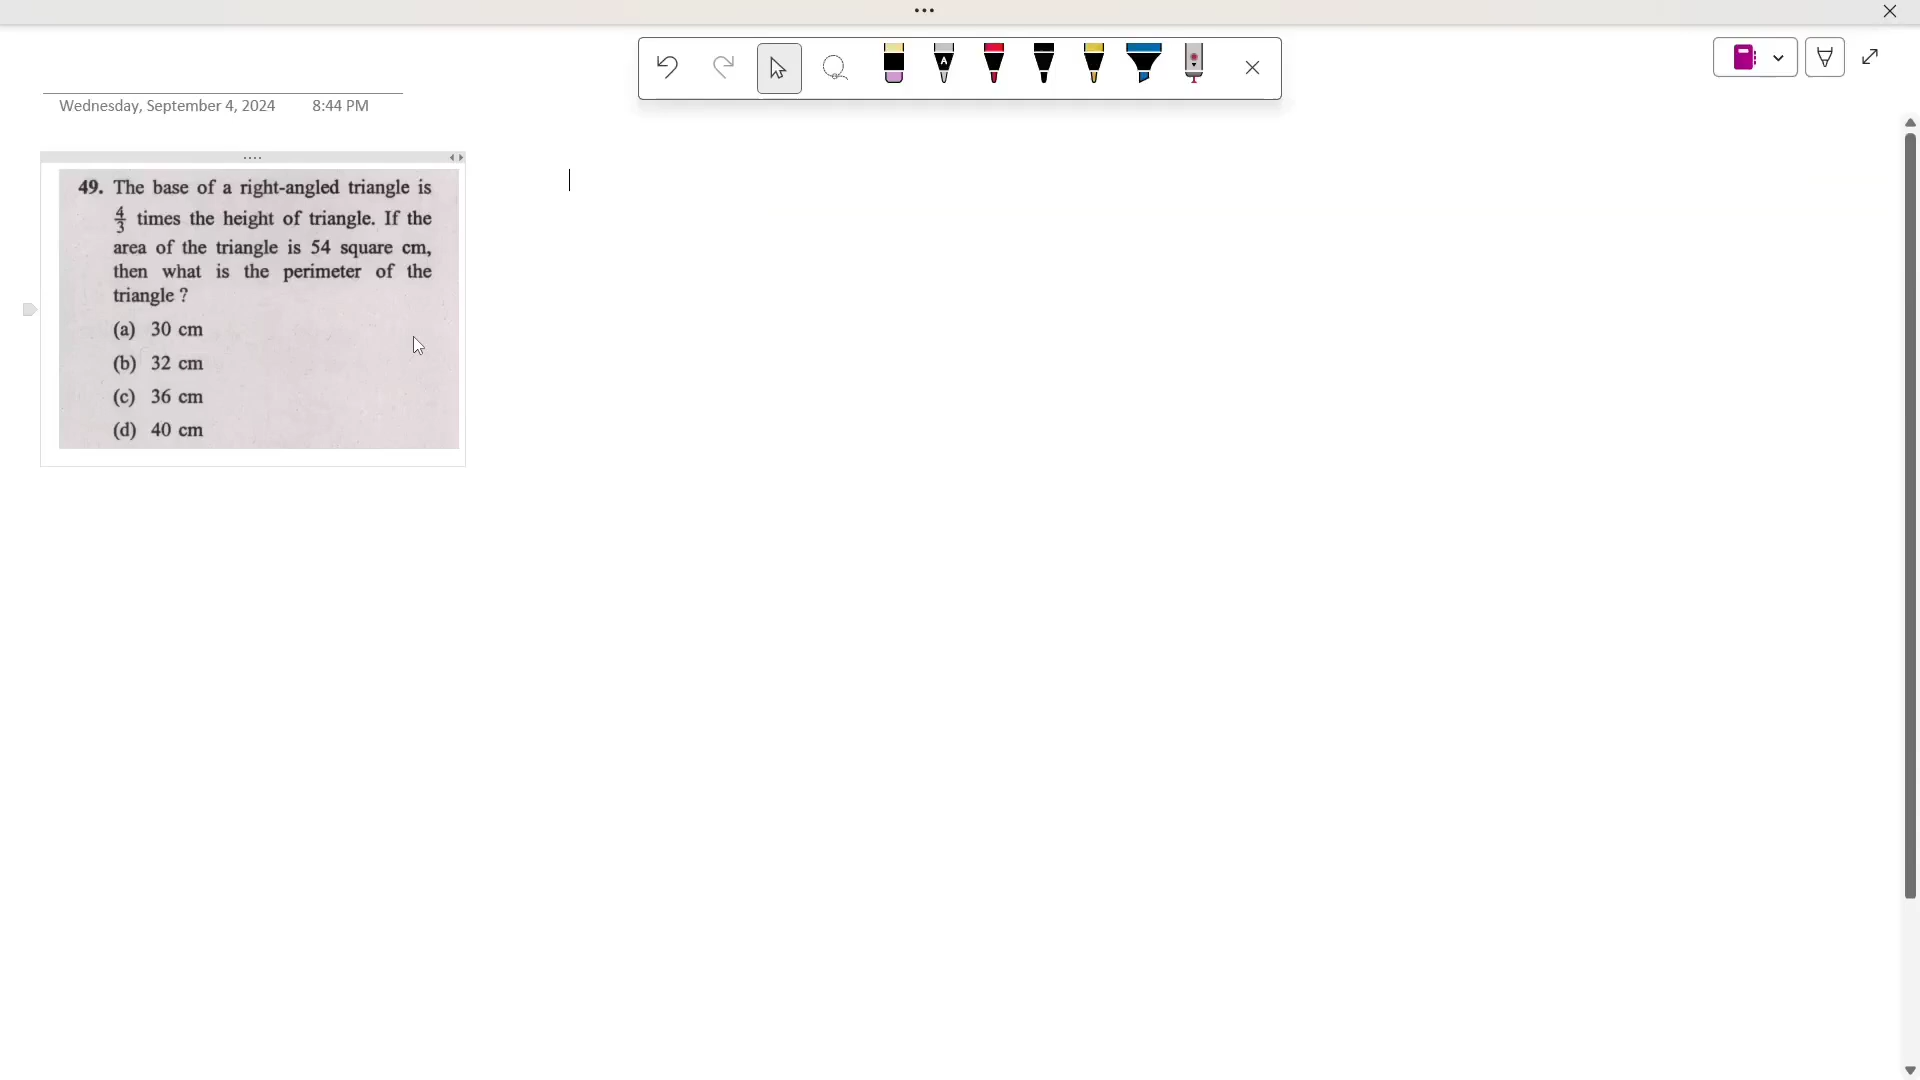 Wednesday, September 4, 2024 8:44 PM
49. The base of a right-angled triangle is
4/3 times the height of triangle. If the
area of the triangle is 54 square cm,
then what is the perimeter of the
triangle ?
(a) 30 cm
(b) 32 cm
(c) 36 cm
(d) 40 cm